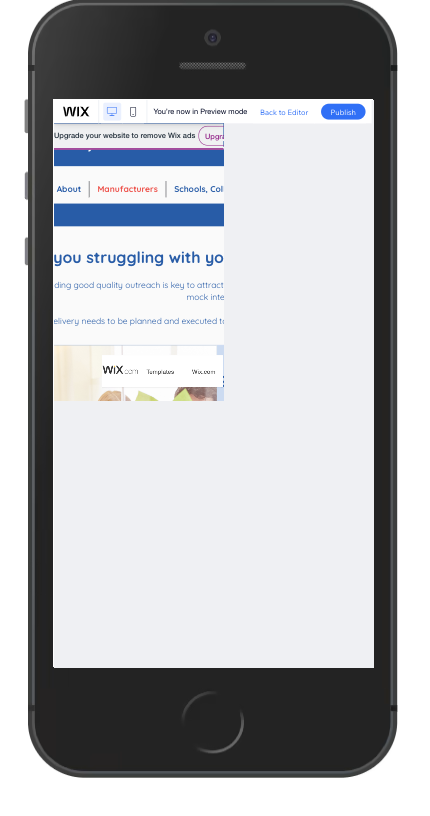 WIX You're now in Preview mode Back to Editor Publish
Upgrade your website to remove Wix ads Upgra
About Manufacturers Schools, Col
you struggling with yo
ding good quality outreach is key to attract
mock inte
elivery needs to be planned and executed to
WIX.com Templates Wix.com